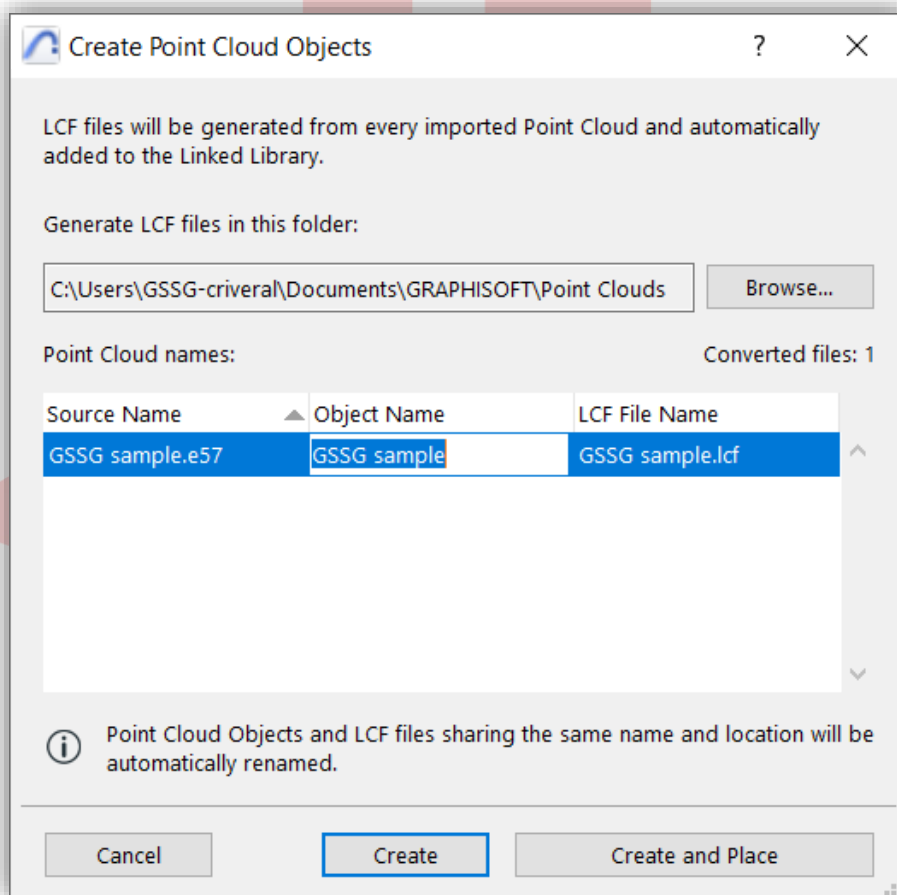 Create Point Cloud Objects
?
LCF files will be generated from every imported Point Cloud and automatically
added to the Linked Library.
Generate LCF files in this folder:
C:\Users\GSSG-criveral\Documents\GRAPHISOFT\Point Clouds
Browse...
Point Cloud names:
Converted files: 1
Source Name
Object Name
LCF File Name
GSSG sample.e57
GSSG sample
GSSG sample.lcf
Point Cloud Objects and LCF files sharing the same name and location will be
automatically renamed.
Cancel
Create
Create and Place